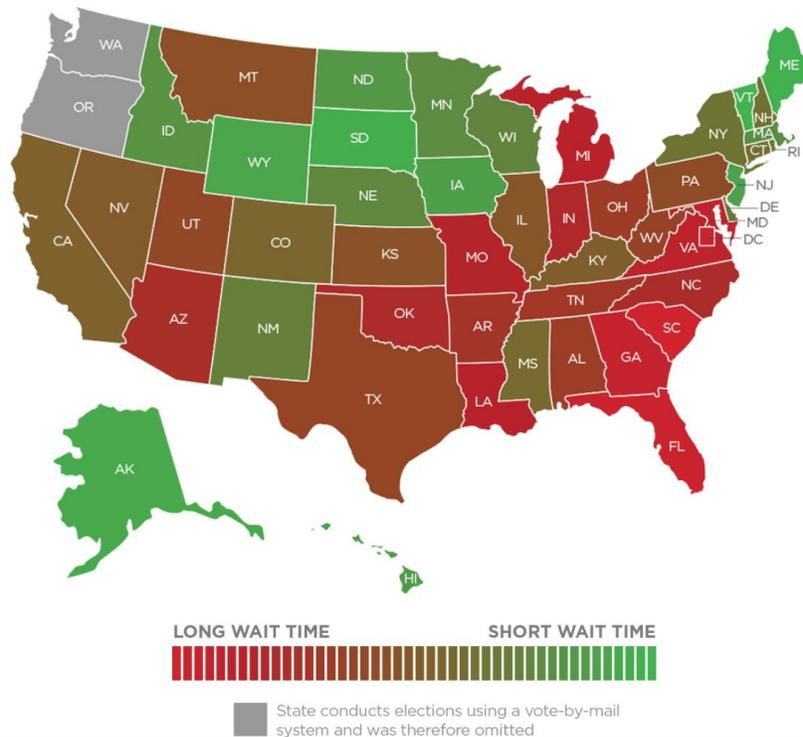 WA
OR
ID
MT
ND
MN
WI
MI
NY
VT
NH
ME
MA
CT
RI
NJ
DE
MD
DC
WY
SD
NE
IA
CA
NV
UT
CO
KS
MO
IL
IN
OH
PA
WV
VA
KY
TN
NC
SC
GA
FL
AL
MS
LA
AR
OK
TX
NM
AZ
AK
HI
LONG WAIT TIME SHORT WAIT TIME
State conducts elections using a vote-by-mail
system and was therefore omitted